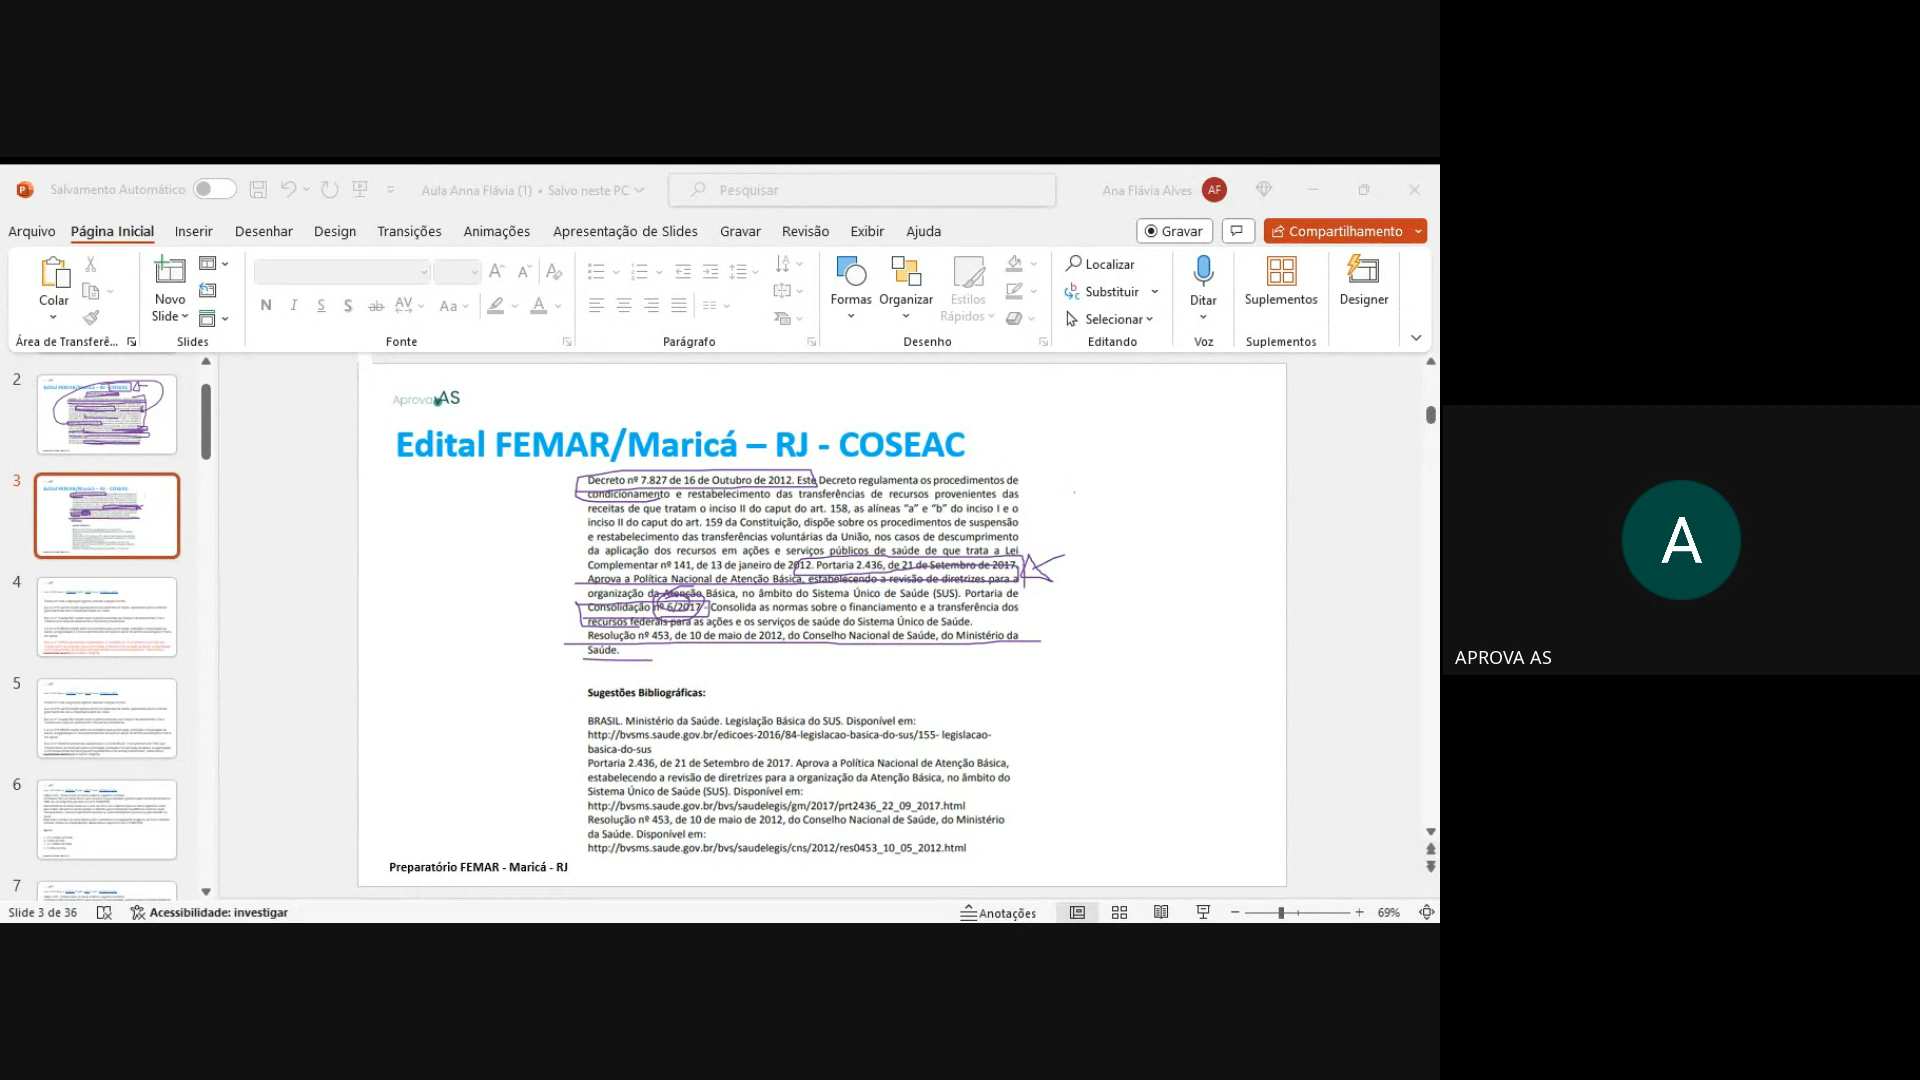 Salvamento Automático
Aula Anna Flávia (1) • Salvo neste PC
Pesquisar
Ana Flávia Alves
AF
Arquivo
Página Inicial
Inserir
Desenhar
Design
Transições
Animações
Apresentação de Slides
Gravar
Revisão
Exibir
Ajuda
Gravar
Compartilhamento
Colar
Novo
Slide
N I S S ab AV Aa A
Formas
Organizar
Estilos
Rápidos
Localizar
Substituir
Selecionar
Ditar
Suplementos
Designer
Área de Transferê...
Slides
Fonte
Parágrafo
Desenho
Editando
Voz
Suplementos
2
3
4
5
6
7
AprovaAS
Edital FEMAR/Maricá – RJ - COSEAC
Decreto nº 7.827 de 16 de Outubro de 2012. Este Decreto regulamenta os procedimentos de
condicionamento e restabelecimento das transferências de recursos provenientes das
receitas de que tratam o inciso II do caput do art. 158, as alíneas “a” e “b” do inciso I e o
inciso II do caput do art. 159 da Constituição, dispõe sobre os procedimentos de suspensão
e restabelecimento das transferências voluntárias da União, nos casos de descumprimento
da aplicação dos recursos em ações e serviços públicos de saúde de que trata a Lei
Complementar nº 141, de 13 de janeiro de 2012. Portaria 2.436, de 21 de Setembro de 2017.
Aprova a Política Nacional de Atenção Básica, estabelecendo a revisão de diretrizes para a
organização da Atenção Básica, no âmbito do Sistema Único de Saúde (SUS). Portaria de
Consolidação nº 6/2017 - Consolida as normas sobre o financiamento e a transferência dos
recursos federais para as ações e os serviços de saúde do Sistema Único de Saúde.
Resolução nº 453, de 10 de maio de 2012, do Conselho Nacional de Saúde, do Ministério da
Saúde.
Sugestões Bibliográficas:
BRASIL. Ministério da Saúde. Legislação Básica do SUS. Disponível em:
http://bvsms.saude.gov.br/edicoes-2016/84-legislacao-basica-do-sus/155- legislacao-
basica-do-sus
Portaria 2.436, de 21 de Setembro de 2017. Aprova a Política Nacional de Atenção Básica,
estabelecendo a revisão de diretrizes para a organização da Atenção Básica, no âmbito do
Sistema Único de Saúde (SUS). Disponível em:
http://bvsms.saude.gov.br/bvs/saudelegis/gm/2017/prt2436_22_09_2017.html
Resolução nº 453, de 10 de maio de 2012, do Conselho Nacional de Saúde, do Ministério
da Saúde. Disponível em:
http://bvsms.saude.gov.br/bvs/saudelegis/cns/2012/res0453_10_05_2012.html
Preparatório FEMAR - Maricá - RJ
Slide 3 de 36
Acessibilidade: investigar
Anotações
69%
A
APROVA AS